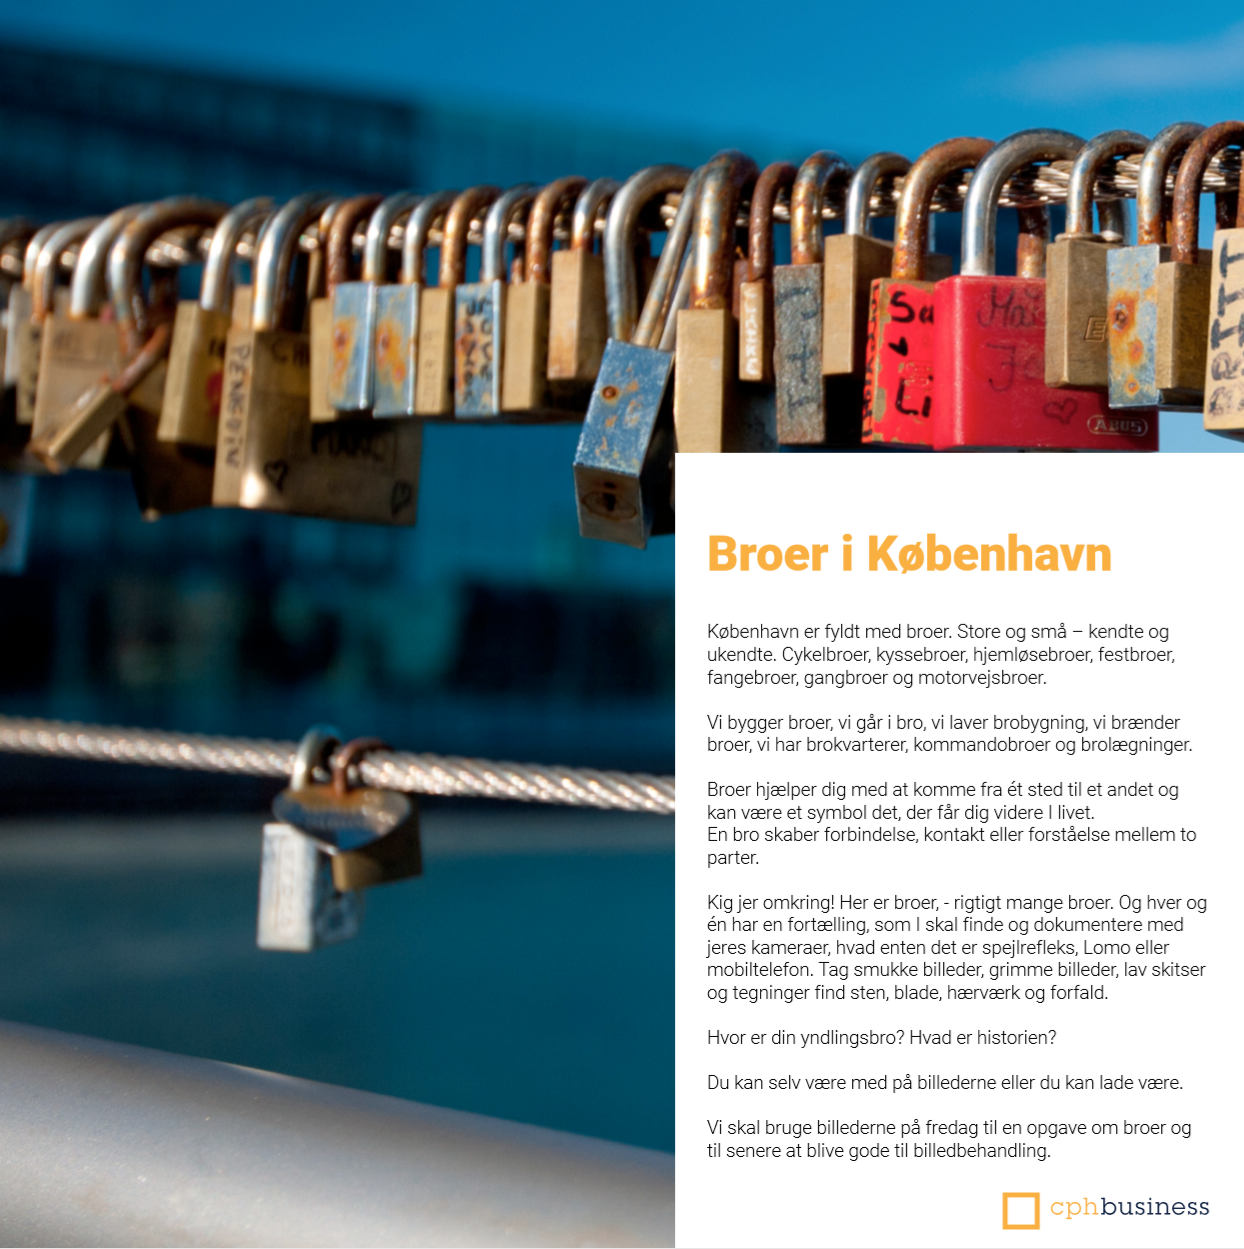 PENKDIN
Sa
Li
ABUS
Broer i København
København er fyldt med broer. Store og små – kendte og
ukendte. Cykelbroer, kyssebroer, hjemløsebroer, festbroer,
fangebroer, gangbroer og motorvejsbroer.
Vi bygger broer, vi går i bro, vi laver brobygning, vi brænder
broer, vi har brokvarterer, kommandobroer og brolægninger.
Broer hjælper dig med at komme fra ét sted til et andet og
kan være et symbol det, der får dig videre I livet.
En bro skaber forbindelse, kontakt eller forståelse mellem to
parter.
Kig jer omkring! Her er broer, - rigtigt mange broer. Og hver og
én har en fortælling, som I skal finde og dokumentere med
jeres kameraer, hvad enten det er spejlrefleks, Lomo eller
mobiltelefon. Tag smukke billeder, grimme billeder, lav skitser
og tegninger find sten, blade, hærværk og forfald.
Hvor er din yndlingsbro? Hvad er historien?
Du kan selv være med på billederne eller du kan lade være.
Vi skal bruge billederne på fredag til en opgave om broer og
til senere at blive gode til billedbehandling.
cphbusiness